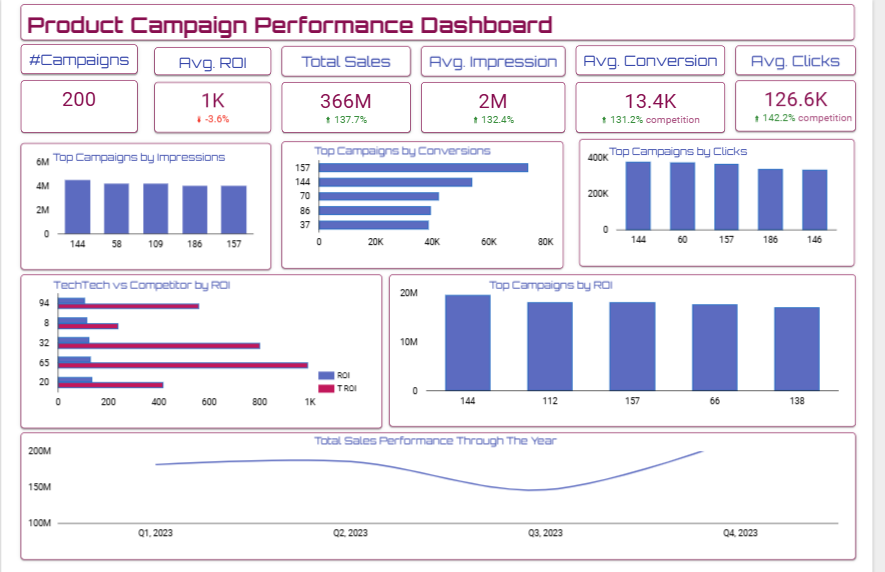 Product Campaign Performance Dashboard
#Campaigns
Avg. ROI
Total Sales
Avg. Impression
Avg. Conversion
Avg. Clicks
200
1K
-3.6%
366M
137.7%
2M
132.4%
13.4K
131.2% competition
126.6K
142.2% competition
Top Campaigns by Impressions
6M
4M
2M
0
144 58 109 186 157
Top Campaigns by Conversions
157
144
70
86
37
0 20K 40K 60K 80K
Top Campaigns by Clicks
400K
200K
0
144 60 157 186 146
TechTech vs Competitor by ROI
94
8
32
65
20
0 200 400 600 800 1K
ROI
T ROI
Top Campaigns by ROI
20M
10M
0
144 112 157 66 138
Total Sales Performance Through The Year
200M
150M
100M
Q1, 2023 Q2, 2023 Q3, 2023 Q4, 2023